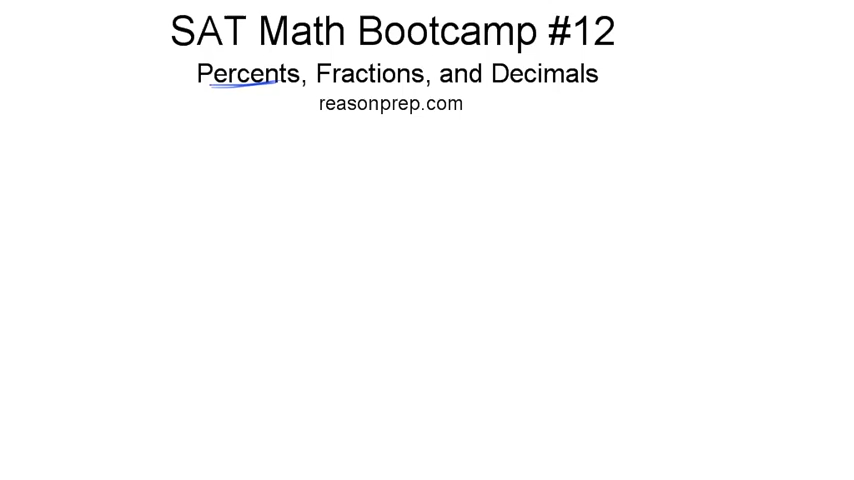 SAT Math Bootcamp #12
Percents, Fractions, and Decimals
reasonprep.com